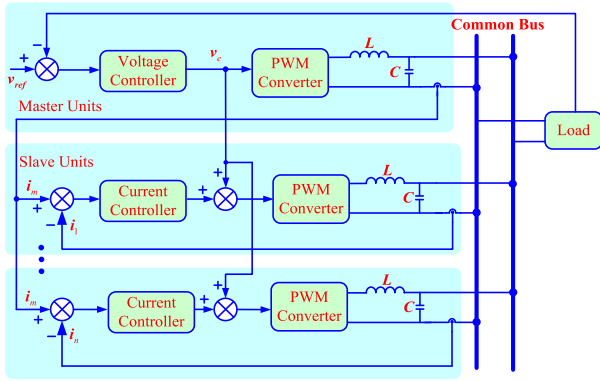 Common Bus
−
+
v_ref
Voltage
Controller
v_e
PWM
Converter
L
C
Master Units
Load
Slave Units
i_m
+
−
i_1
Current
Controller
+
+
PWM
Converter
L
C
i_m
+
−
i_n
Current
Controller
+
+
PWM
Converter
L
C